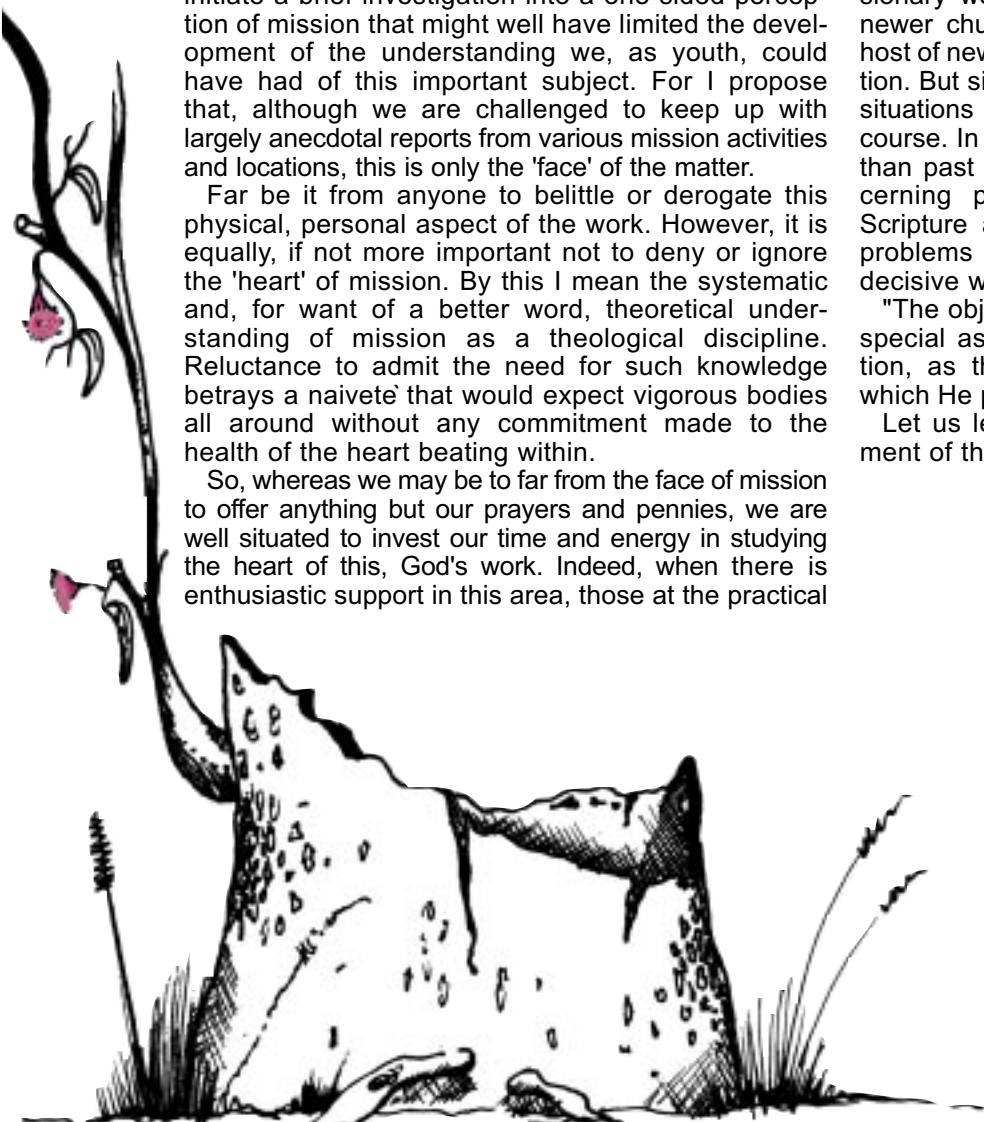 initiate a brief investigation into a one-sided percep-
tion of mission that might well have limited the devel-
opment of the understanding we, as youth, could
have had of this important subject. For I propose
that, although we are challenged to keep up with
largely anecdotal reports from various mission activities
and locations, this is only the 'face' of the matter.
Far be it from anyone to belittle or derogate this
physical, personal aspect of the work. However, it is
equally, if not more important not to deny or ignore
the 'heart' of mission. By this I mean the systematic
and, for want of a better word, theoretical under-
standing of mission as a theological discipline.
Reluctance to admit the need for such knowledge
betrays a naivete` that would expect vigorous bodies
all around without any commitment made to the
health of the heart beating within.
So, whereas we may be to far from the face of mission
to offer anything but our prayers and pennies, we are
well situated to invest our time and energy in studying
the heart of this, God's work. Indeed, when there is
enthusiastic support in this area, those at the practical
sionary
newer
host of
tion. But
situations
course. In
than past
cerning
Scripture
problems
decisive
"The
special
tion, as
which He
Let us
ment of